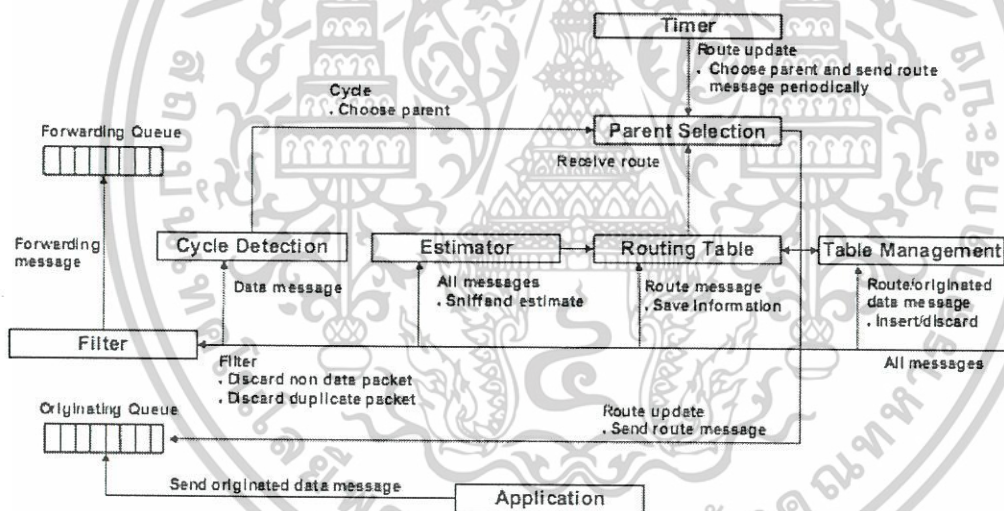 Timer
Route update
. Choose parent and send route
message periodically
Cycle
. Choose parent
Forwarding Queue
Parent Selection
Receive route
Forwarding
message
Cycle Detection
Estimator
Routing Table
Table Management
Data message
All messages
. Sniff and estimate
Route message
. Save Information
Route/originated
data message
. Insert/discard
Filter
All messages
Filter
. Discard non data packet
. Discard duplicate packet
Originating Queue
Route update
. Send route message
Send originated data message
Application